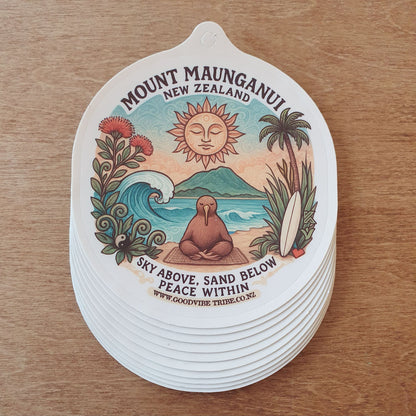 MOUNT MAUNGANUI
NEW ZEALAND
SKY ABOVE, SAND BELOW
PEACE WITHIN
WWW.GOODVIBE TRIBE.CO.NZ